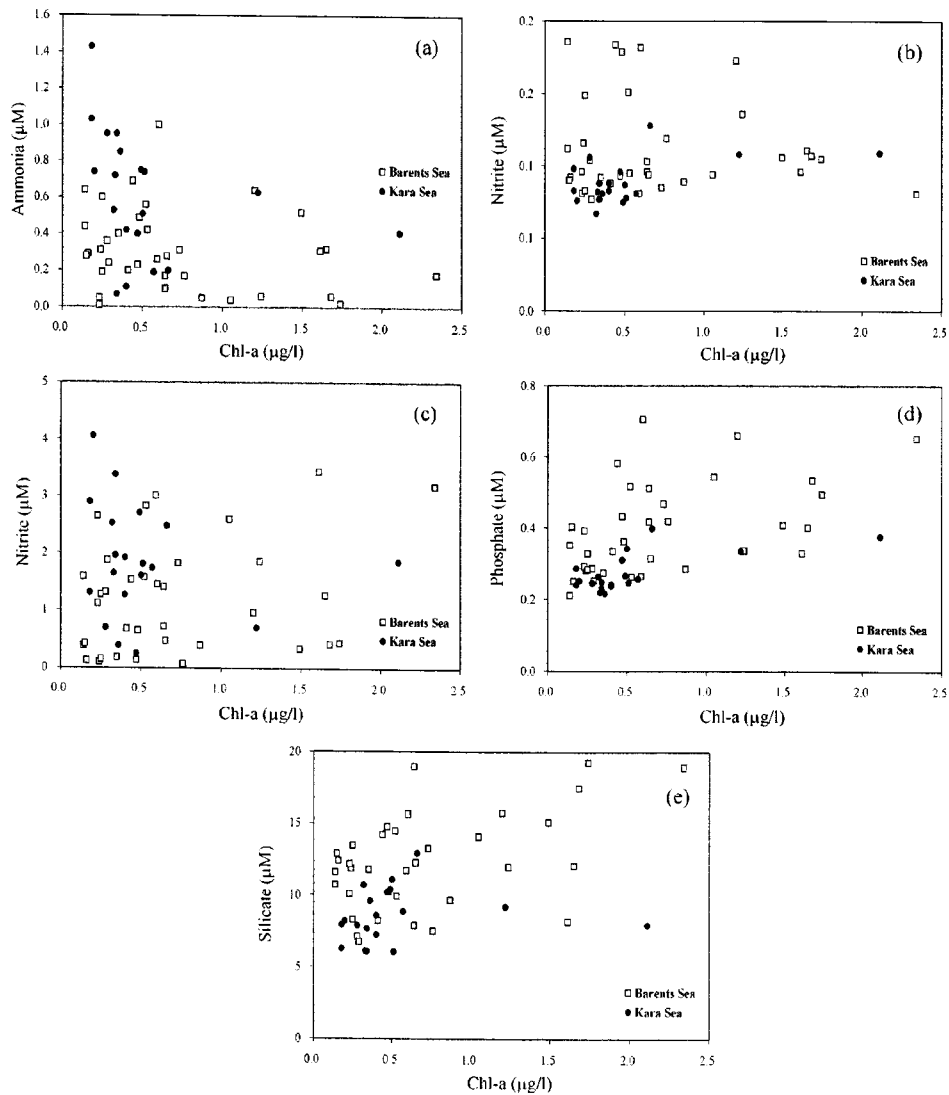 (a)
1.6
1.4
1.2
1.0
0.8
0.6
0.4
0.2
0.0
Ammonia (µM)
Barents Sea
Kara Sea
0.0 0.5 1.0 1.5 2.0 2.5
Chl-a (µg/l)
(b)
0.2
0.2
0.1
0.1
0.0
Nitrite (µM)
Barents Sea
Kara Sea
0.0 0.5 1.0 1.5 2.0 2.5
Chl-a (µg/l)
(c)
5
4
3
2
1
0
Nitrite (µM)
Barents Sea
Kara Sea
0.0 0.5 1.0 1.5 2.0 2.5
Chl-a (µg/l)
(d)
0.8
0.6
0.4
0.2
0.0
Phosphate (µM)
Barents Sea
Kara Sea
0.0 0.5 1.0 1.5 2.0 2.5
Chl-a (µg/l)
(e)
20
15
10
5
0
Silicate (µM)
Barents Sea
Kara Sea
0.0 0.5 1.0 1.5 2.0 2.5
Chl-a (µg/l)